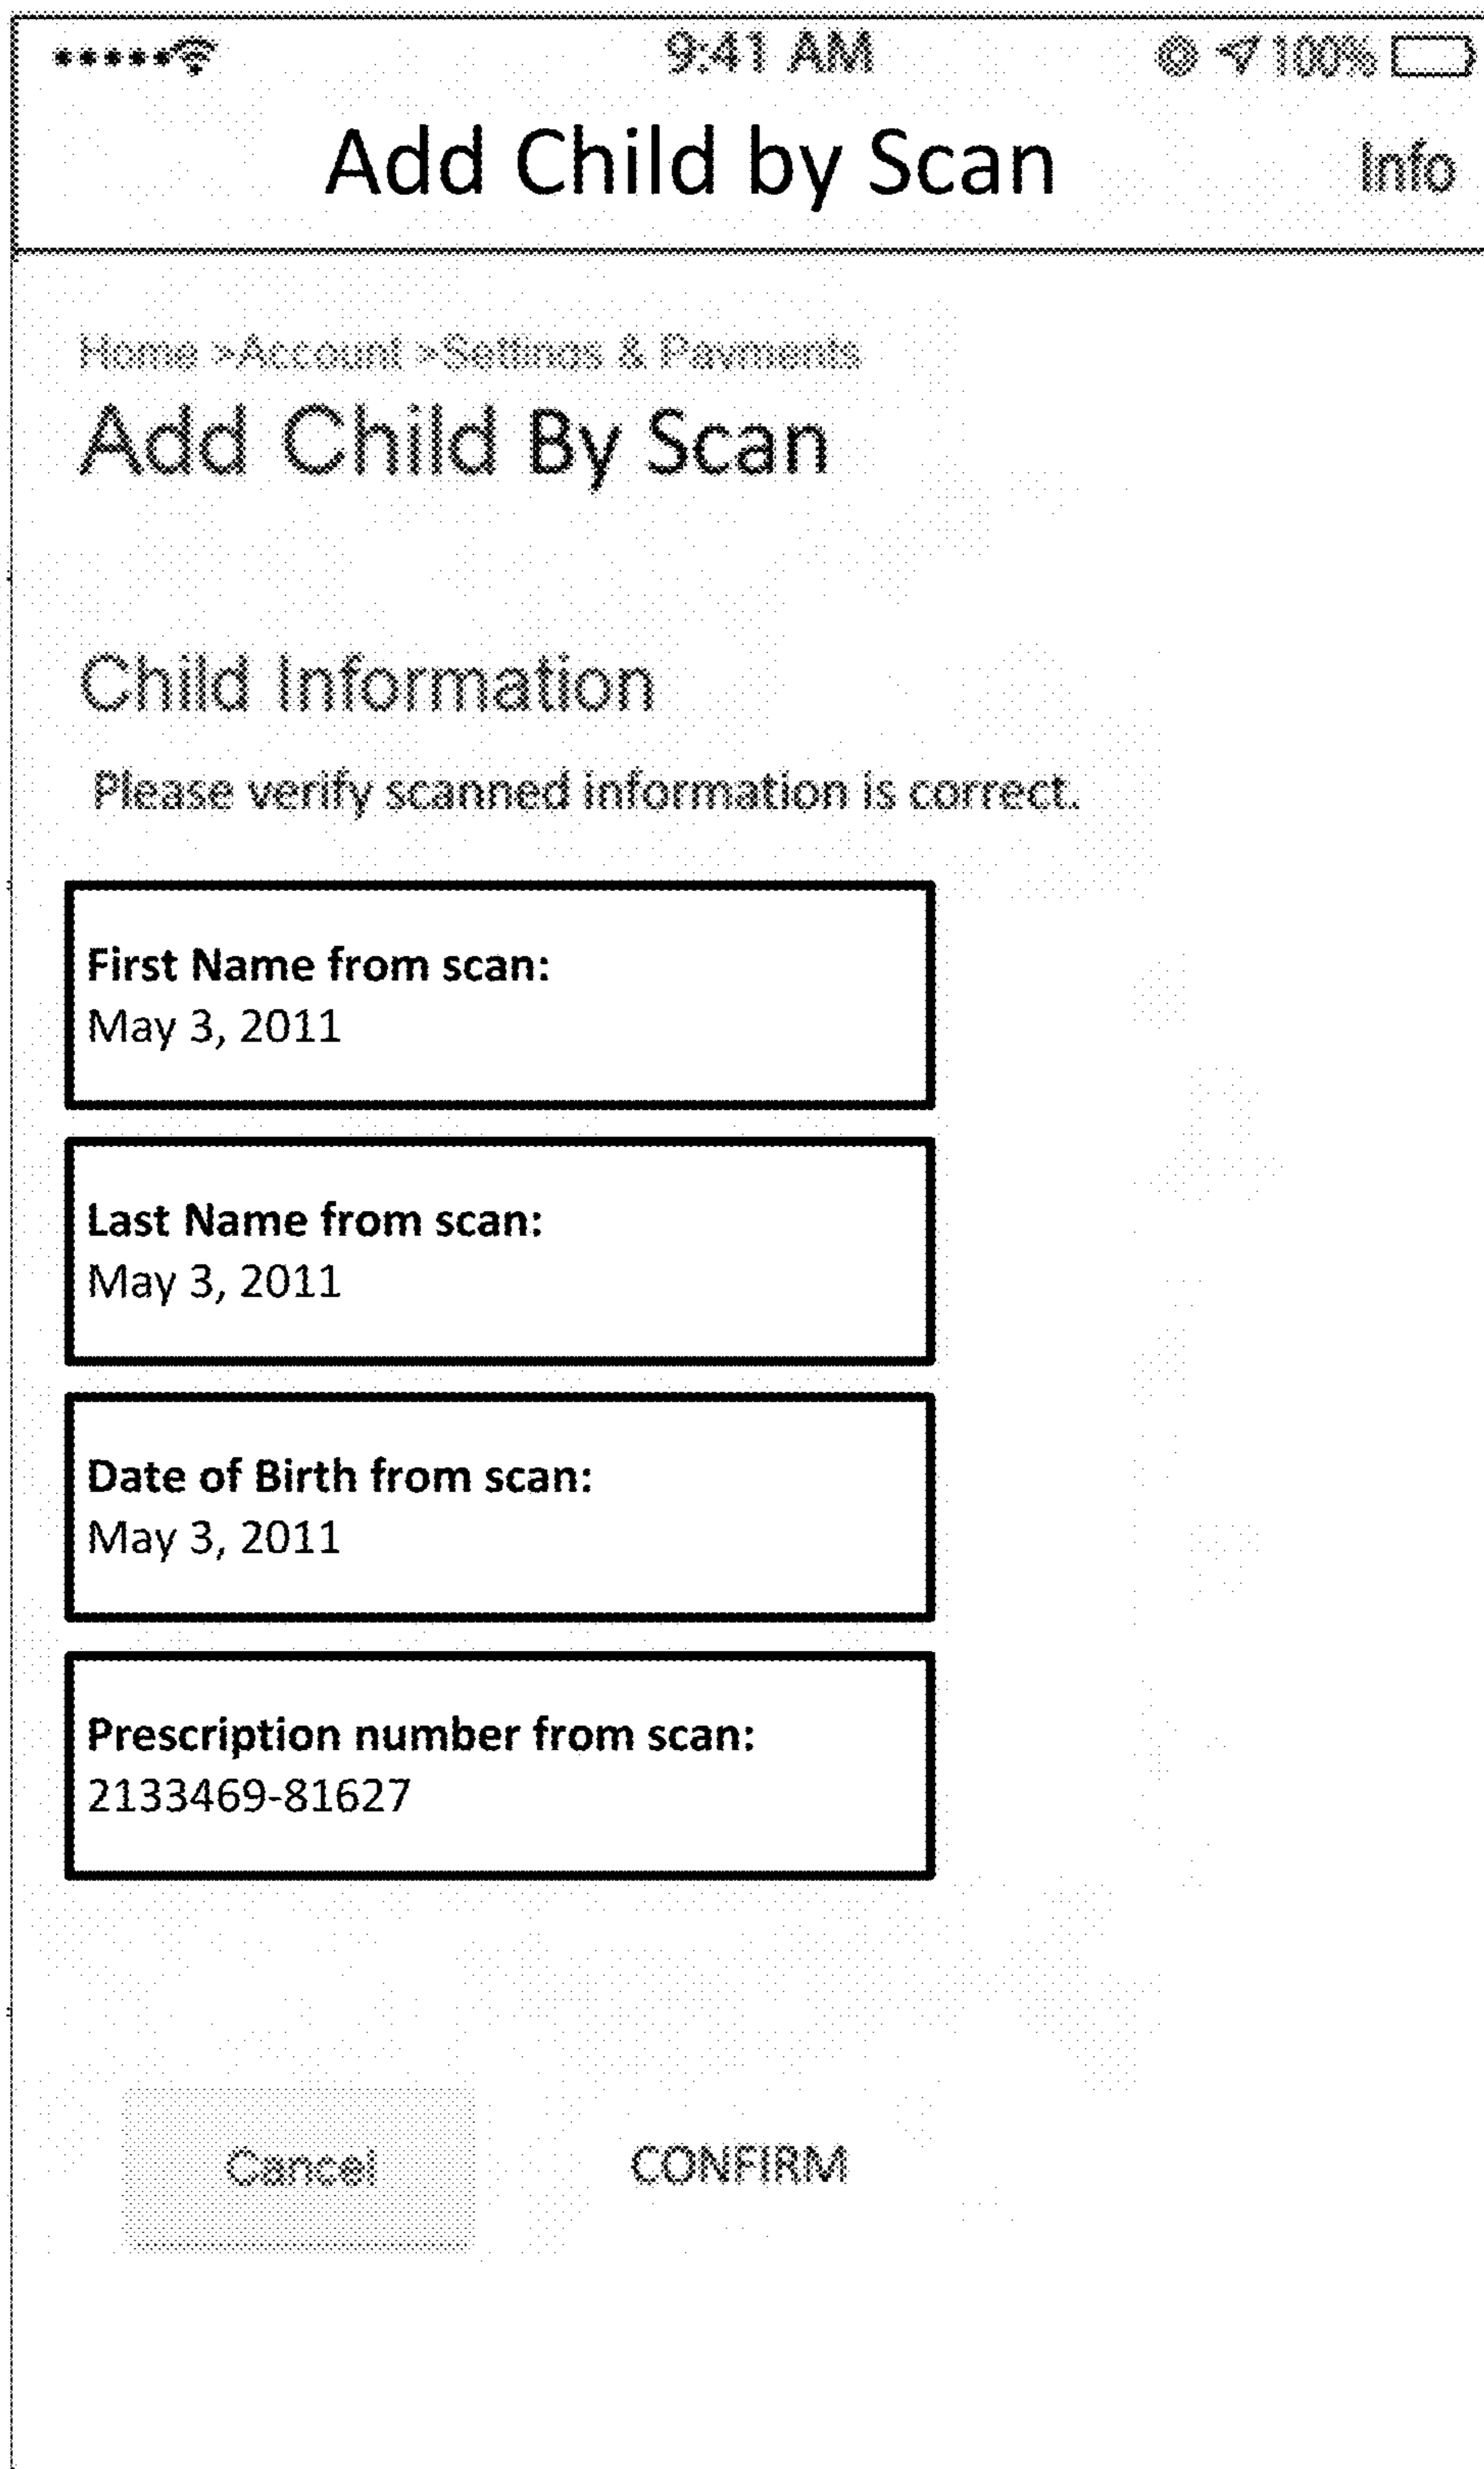 9:41 AM 100%
Add Child by Scan Info
Home >Account >Settings & Payments
Add Child By Scan
Child Information
Please verify scanned information is correct.
First Name from scan:
May 3, 2011
Last Name from scan:
May 3, 2011
Date of Birth from scan:
May 3, 2011
Prescription number from scan:
2133469-81627
Cancel CONFIRM